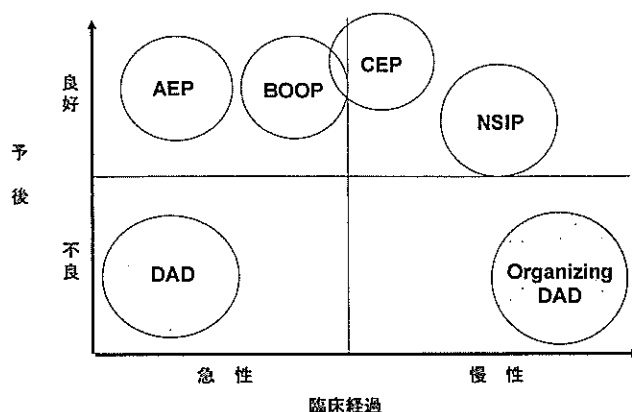 良好
予後
不良
AEP
BOOP
CEP
NSIP
DAD
Organizing
DAD
急 性
慢 性
臨床経過